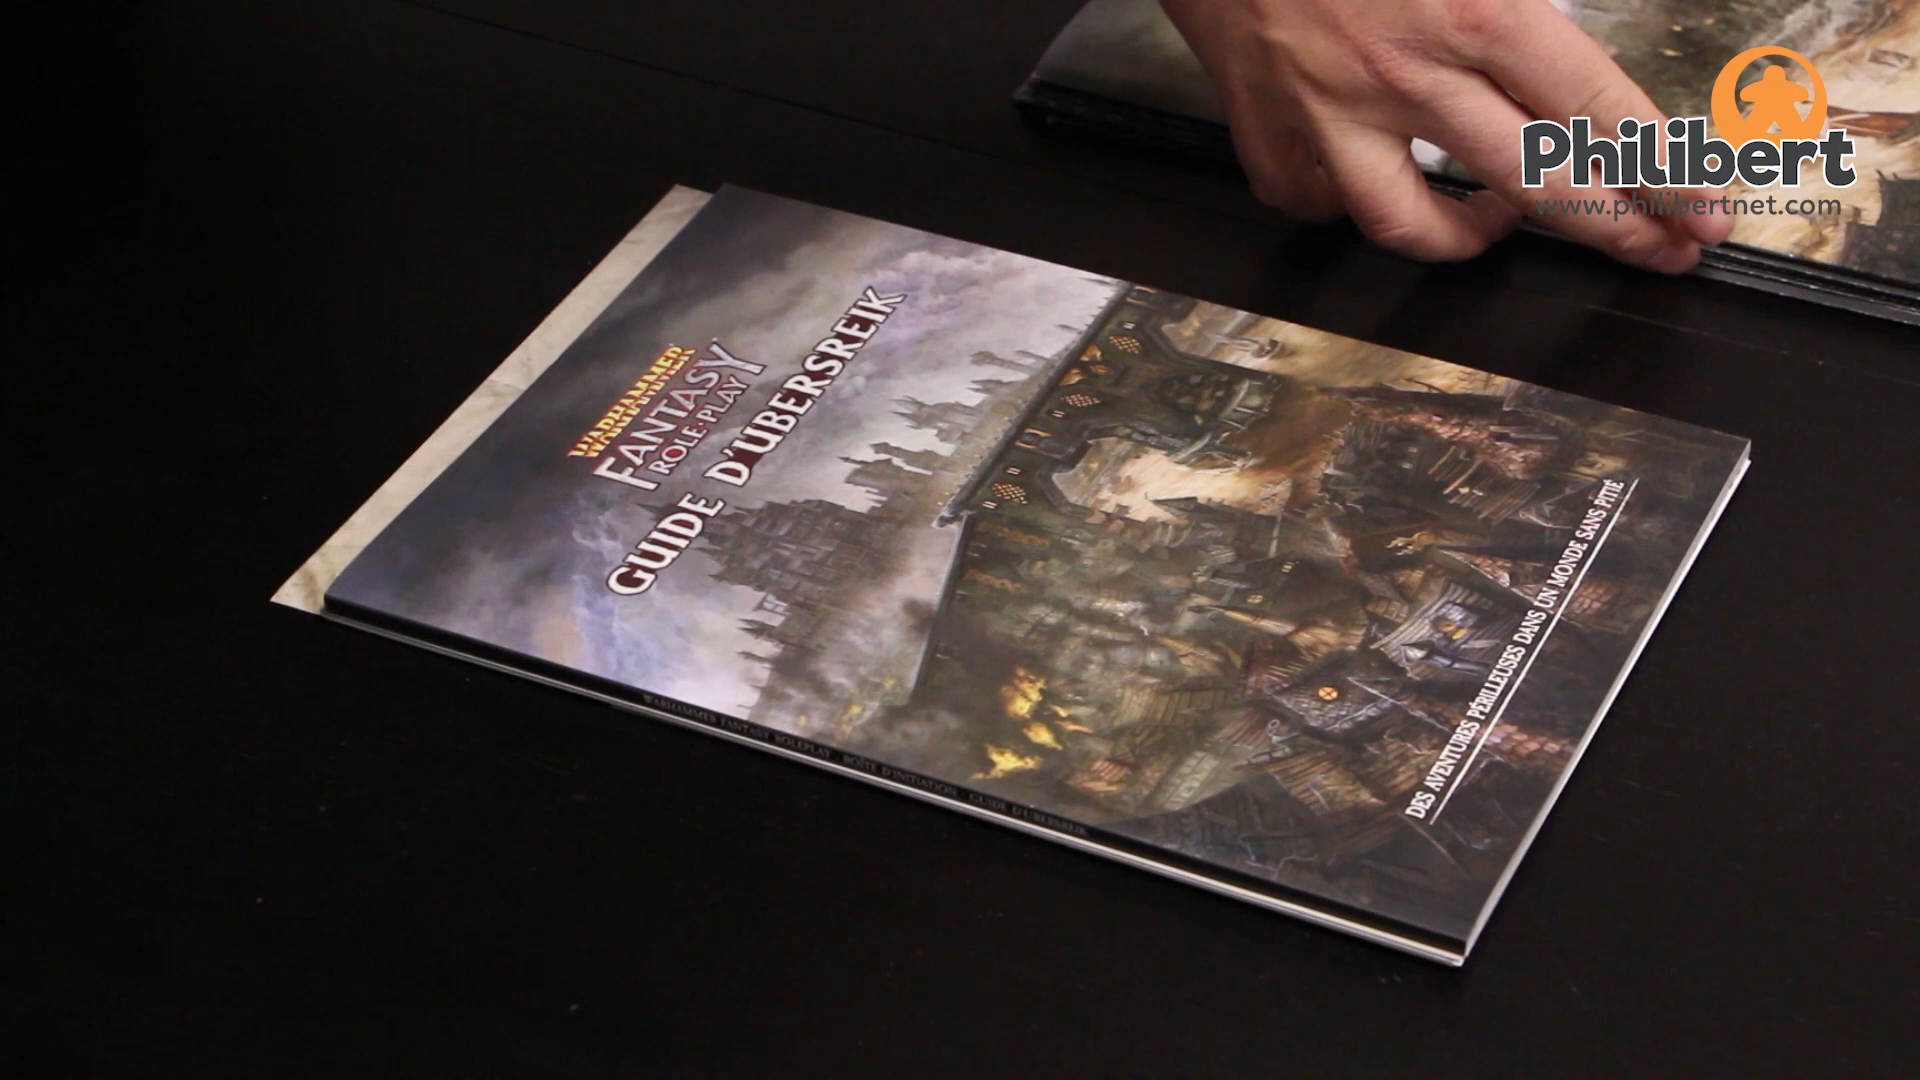 Philibert
www.philibertnet.com
WARHAMMER
FANTASY
ROLE·PLAY
GUIDE D'UBERSREIK
DES AVENTURES PÉRILLEUSES DANS UN MONDE SANS PITIÉ
WARHAMMER FANTASY ROLEPLAY · BOÎTE D'INITIATION · GUIDE D'UBERSREIK